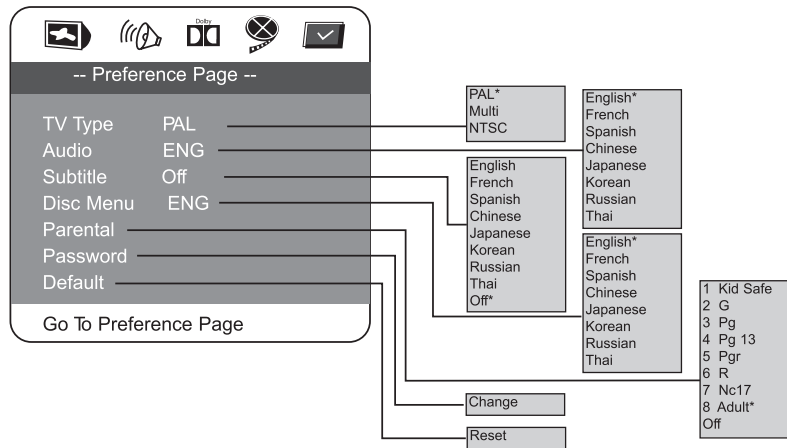 Dolby
-- Preference Page --
TV Type PAL
Audio ENG
Subtitle Off
Disc Menu ENG
Parental
Password
Default
Go To Preference Page
PAL*
Multi
NTSC
English*
French
Spanish
Chinese
Japanese
Korean
Russian
Thai
English
French
Spanish
Chinese
Japanese
Korean
Russian
Thai
Off*
English*
French
Spanish
Chinese
Japanese
Korean
Russian
Thai
1 Kid Safe
2 G
3 Pg
4 Pg 13
5 Pgr
6 R
7 Nc17
8 Adult*
Off
Change
Reset